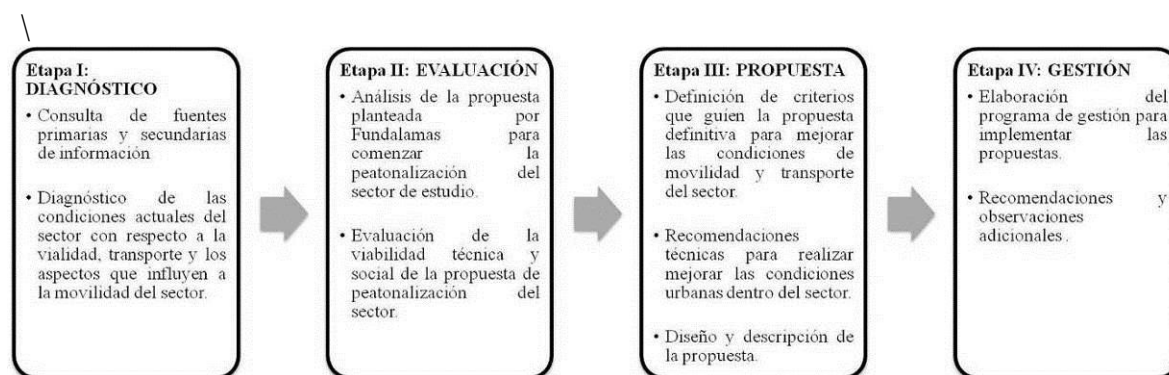 \
Etapa I:
DIAGNÓSTICO
• Consulta de fuentes
primarias y secundarias
de información
• Diagnóstico de las
condiciones actuales del
sector con respecto a la
vialidad, transporte y los
aspectos que influyen a
la movilidad del sector.
Etapa II: EVALUACIÓN
• Análisis de la propuesta
planteada por
Fundalamas para
comenzar la
peatonalización del
sector de estudio.
• Evaluación de la
viabilidad técnica y
social de la propuesta de
peatonalización del
sector.
Etapa III: PROPUESTA
• Definición de criterios
que guíen la propuesta
definitiva para mejorar
las condiciones de
movilidad y transporte
del sector.
• Recomendaciones
técnicas para realizar
mejorar las condiciones
urbanas dentro del sector.
• Diseño y descripción de
la propuesta.
Etapa IV: GESTIÓN
• Elaboración del
programa de gestión para
implementar las
propuestas.
• Recomendaciones y
observaciones
adicionales .